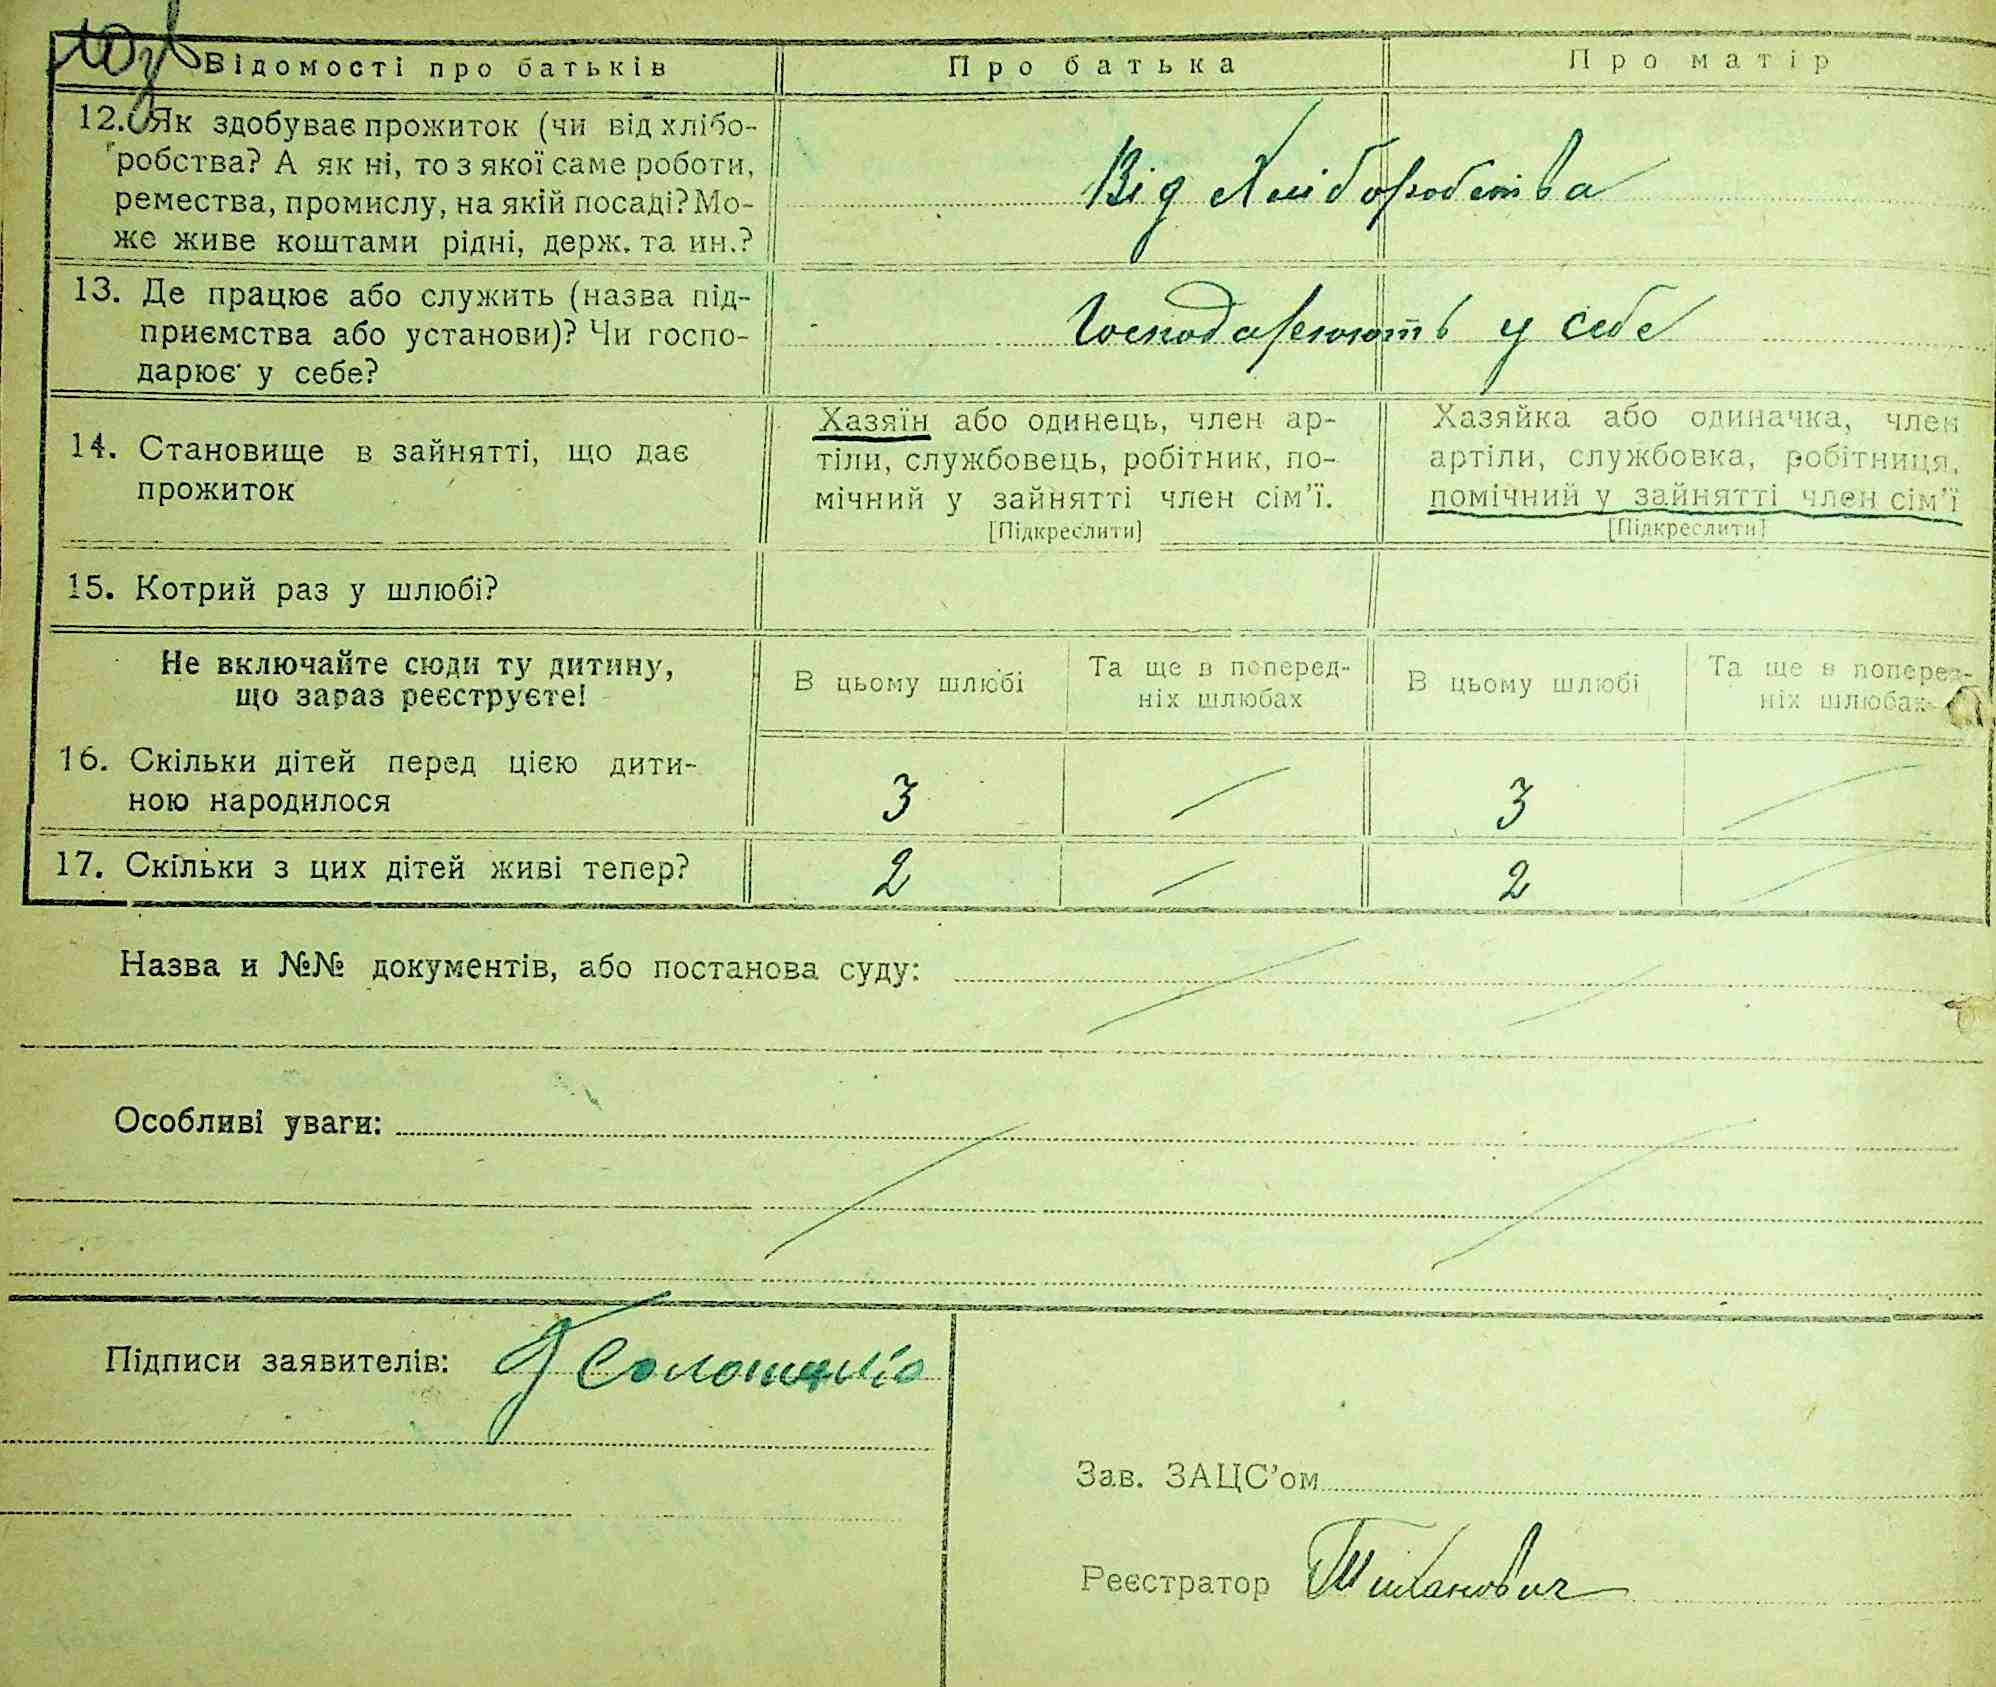 Відомості про батьків Про батька Про матір
12. Як здобуває прожиток (чи від хлібо-
робства? А як ні, то з якої саме роботи,
ремества, промислу, на якій посаді? Мо-
же живе коштами рідні, держ. та ин.?
Від хліборобства
13. Де працює або служить (назва під-
приємства або установи)? Чи госпо-
дарює у себе?
Господарюють у себе
14. Становище в зайнятті, що дає
прожиток
Хазяїн або одинець, член ар-
тіли, службовець, робітник, по-
мічний у зайнятті член сім'ї.
[Підкреслити]
Хазяйка або одиначка, член
артіли, службовка, робітниця,
помічний у зайнятті член сім'ї
[Підкреслити]
15. Котрий раз у шлюбі?
Не включайте сюди ту дитину,
що зараз реєструєте!
В цьому шлюбі
Та ще в поперед-
ніх шлюбах
В цьому шлюбі
Та ще в поперед-
ніх шлюбах
16. Скільки дітей перед цією дити-
ною народилося
3 / 3 /
17. Скільки з цих дітей живі тепер? 2 / 2 /
Назва и №№ документів, або постанова суду:
Особливі уваги:
Підписи заявителів:
Зав. ЗАЦС'ом
Реєстратор